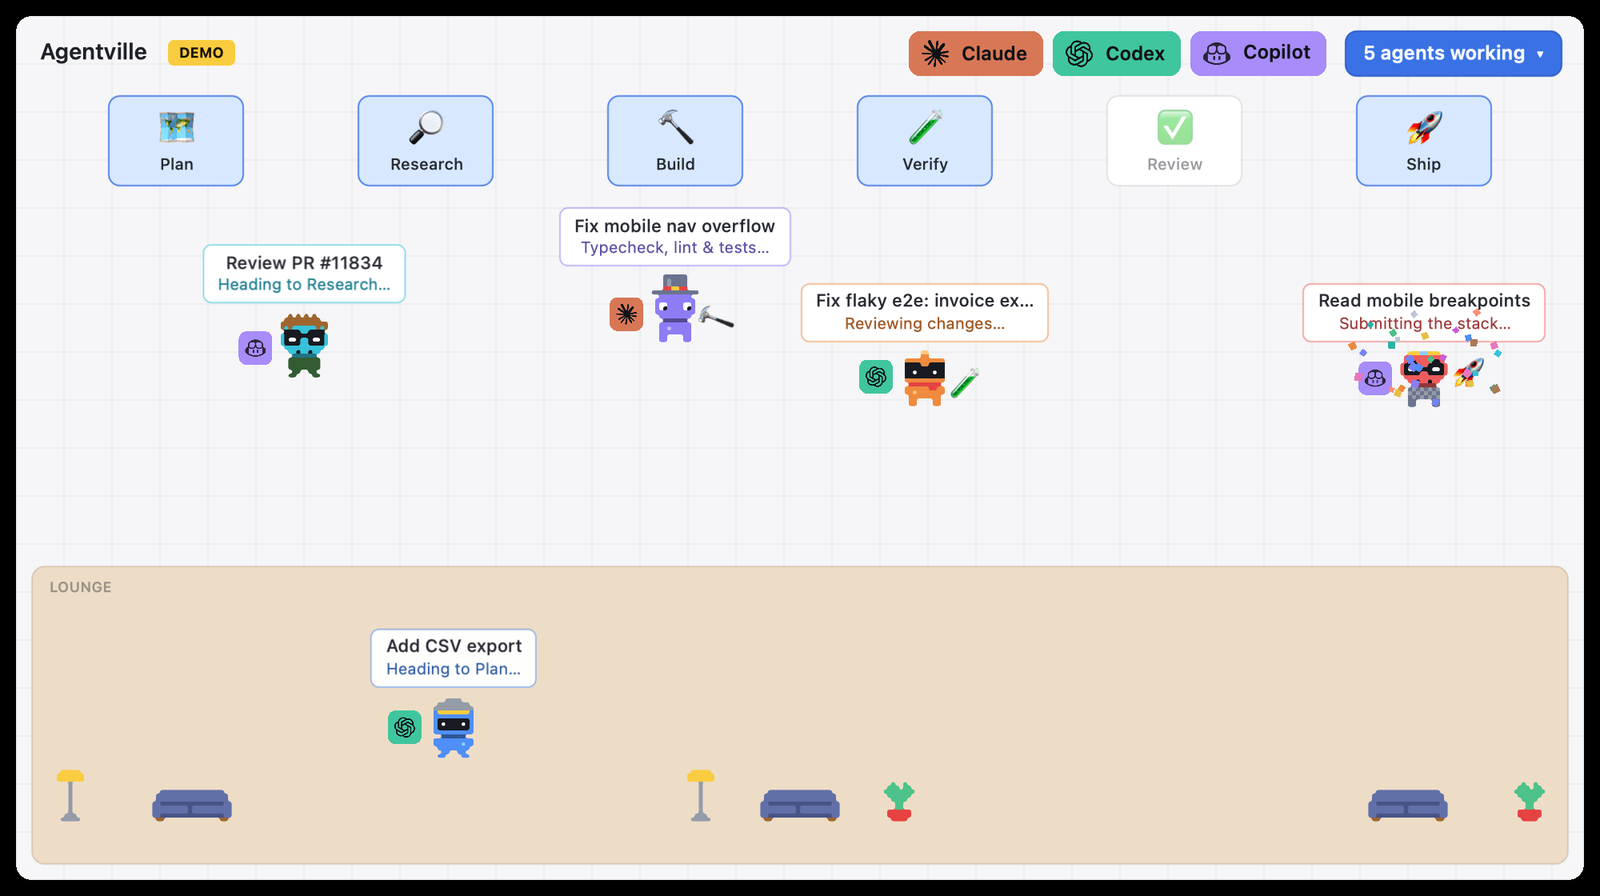 Agentville
DEMO
Claude
Codex
Copilot
5 agents working
Plan
Research
Build
Verify
Review
Ship
Fix mobile nav overflow
Typecheck, lint & tests...
Review PR #11834
Heading to Research...
Fix flaky e2e: invoice ex...
Reviewing changes...
Read mobile breakpoints
Submitting the stack...
LOUNGE
Add CSV export
Heading to Plan...